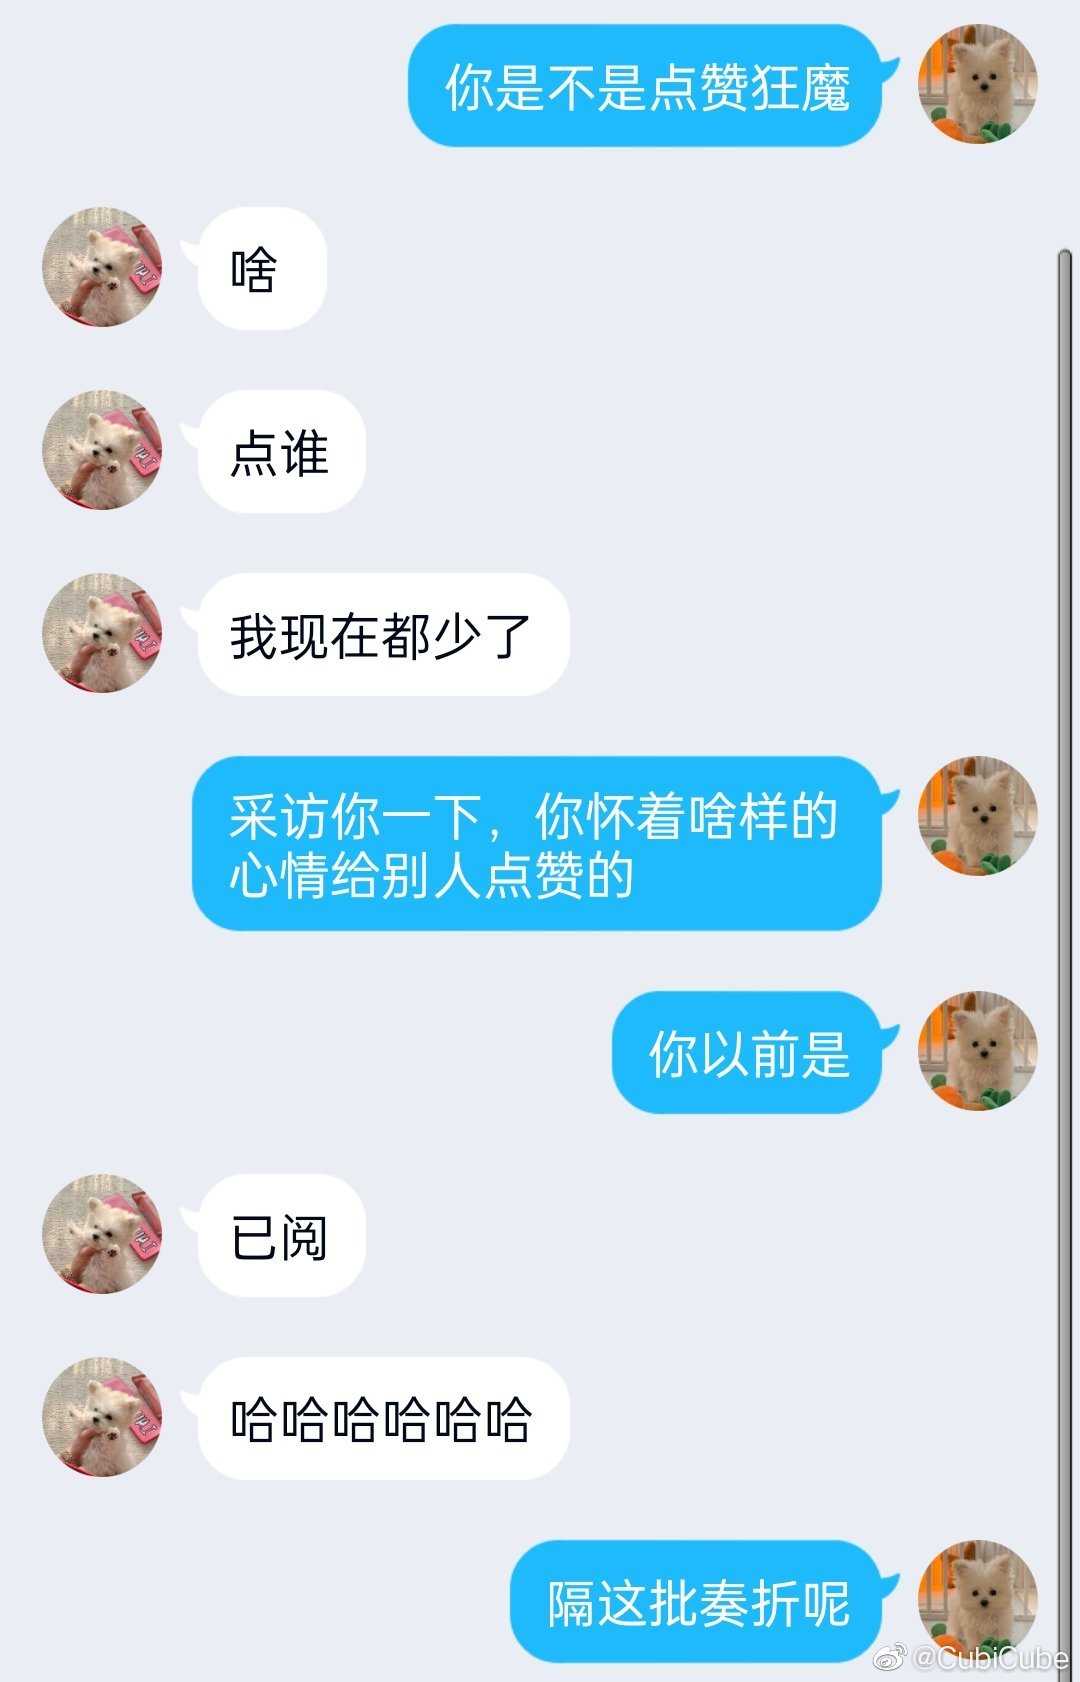 你是不是点赞狂魔
啥
点谁
我现在都少了
采访你一下，你怀着啥样的
心情给别人点赞的
你以前是
已阅
哈哈哈哈哈哈
隔这批奏折呢
@CubiCube